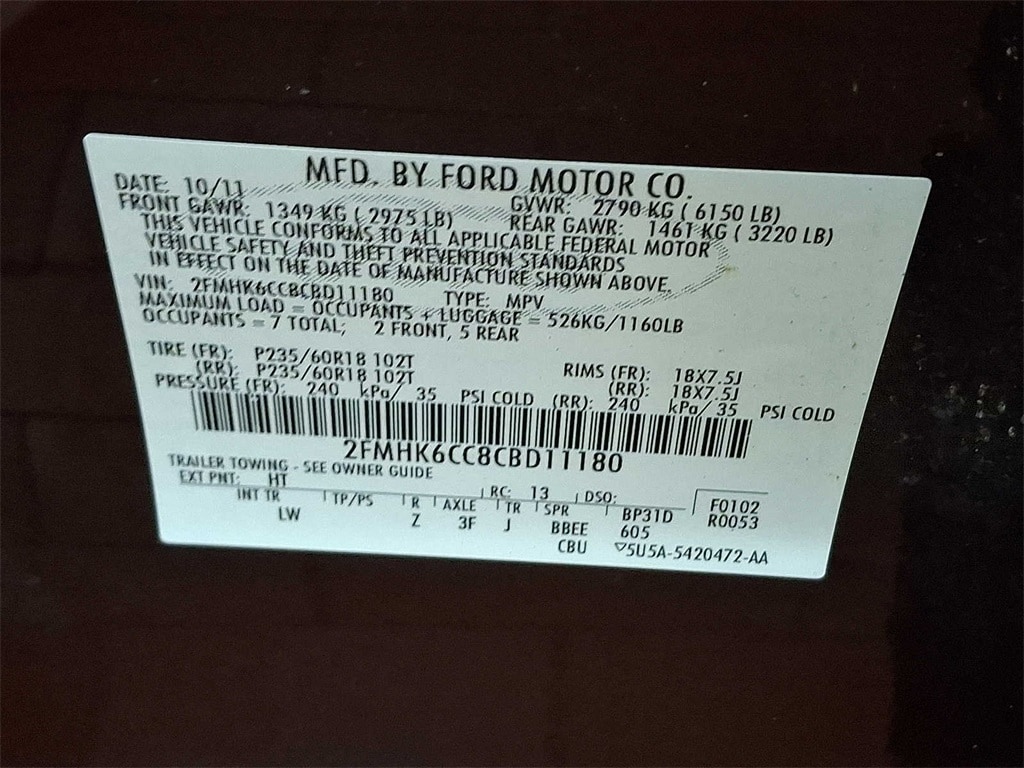 MFD. BY FORD MOTOR CO.
DATE: 10/11 GVWR: 2790 KG ( 6150 LB)
FRONT GAWR: 1349 KG ( 2975 LB) REAR GAWR: 1461 KG ( 3220 LB)
THIS VEHICLE CONFORMS TO ALL APPLICABLE FEDERAL MOTOR
VEHICLE SAFETY AND THEFT PREVENTION STANDARDS
IN EFFECT ON THE DATE OF MANUFACTURE SHOWN ABOVE.
VIN: 2FMHK6CC8CBD11180 TYPE: MPV
MAXIMUM LOAD = OCCUPANTS + LUGGAGE = 526KG/1160LB
OCCUPANTS = 7 TOTAL; 2 FRONT, 5 REAR
TIRE (FR): P235/60R18 102T RIMS (FR): 18X7.5J
(RR): P235/60R18 102T (RR): 18X7.5J
PRESSURE (FR): 240 kPa/ 35 PSI COLD (RR): 240 kPa/ 35 PSI COLD
2FMHK6CC8CBD11180
TRAILER TOWING - SEE OWNER GUIDE
EXT PNT: HT RC: 13 DSO: F0102
INT TR TP/PS R AXLE TR SPR BP31D R0053
LW Z 3F J BBEE 605
CBU ▽5U5A-5420472-AA